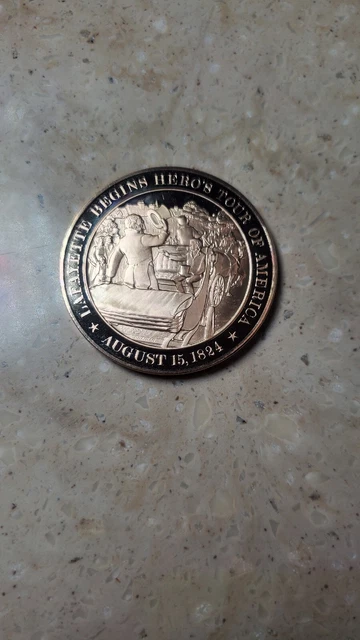 LAFAYETTE BEGINS HERO'S TOUR OF AMERICA
★ AUGUST 15, 1824 ★